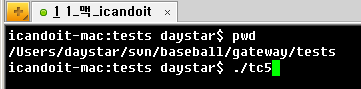 1 1_맥_icandoit
icandoit-mac:tests daystar$ pwd
/Users/daystar/svn/baseball/gateway/tests
icandoit-mac:tests daystar$ ./tc5